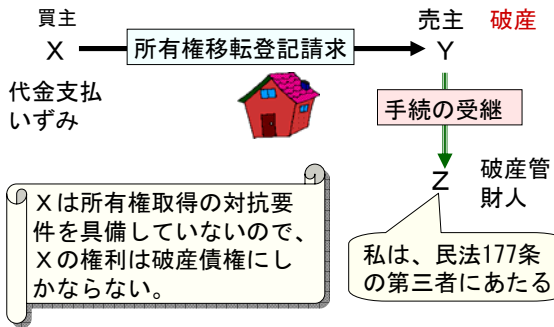 買主
X
代金支払
いずみ
所有権移転登記請求
売主 破産
Y
手続の受継
Z
破産管
財人
Xは所有権取得の対抗要
件を具備していないので、
Xの権利は破産債権にし
かならない。
私は、民法177条
の第三者にあたる